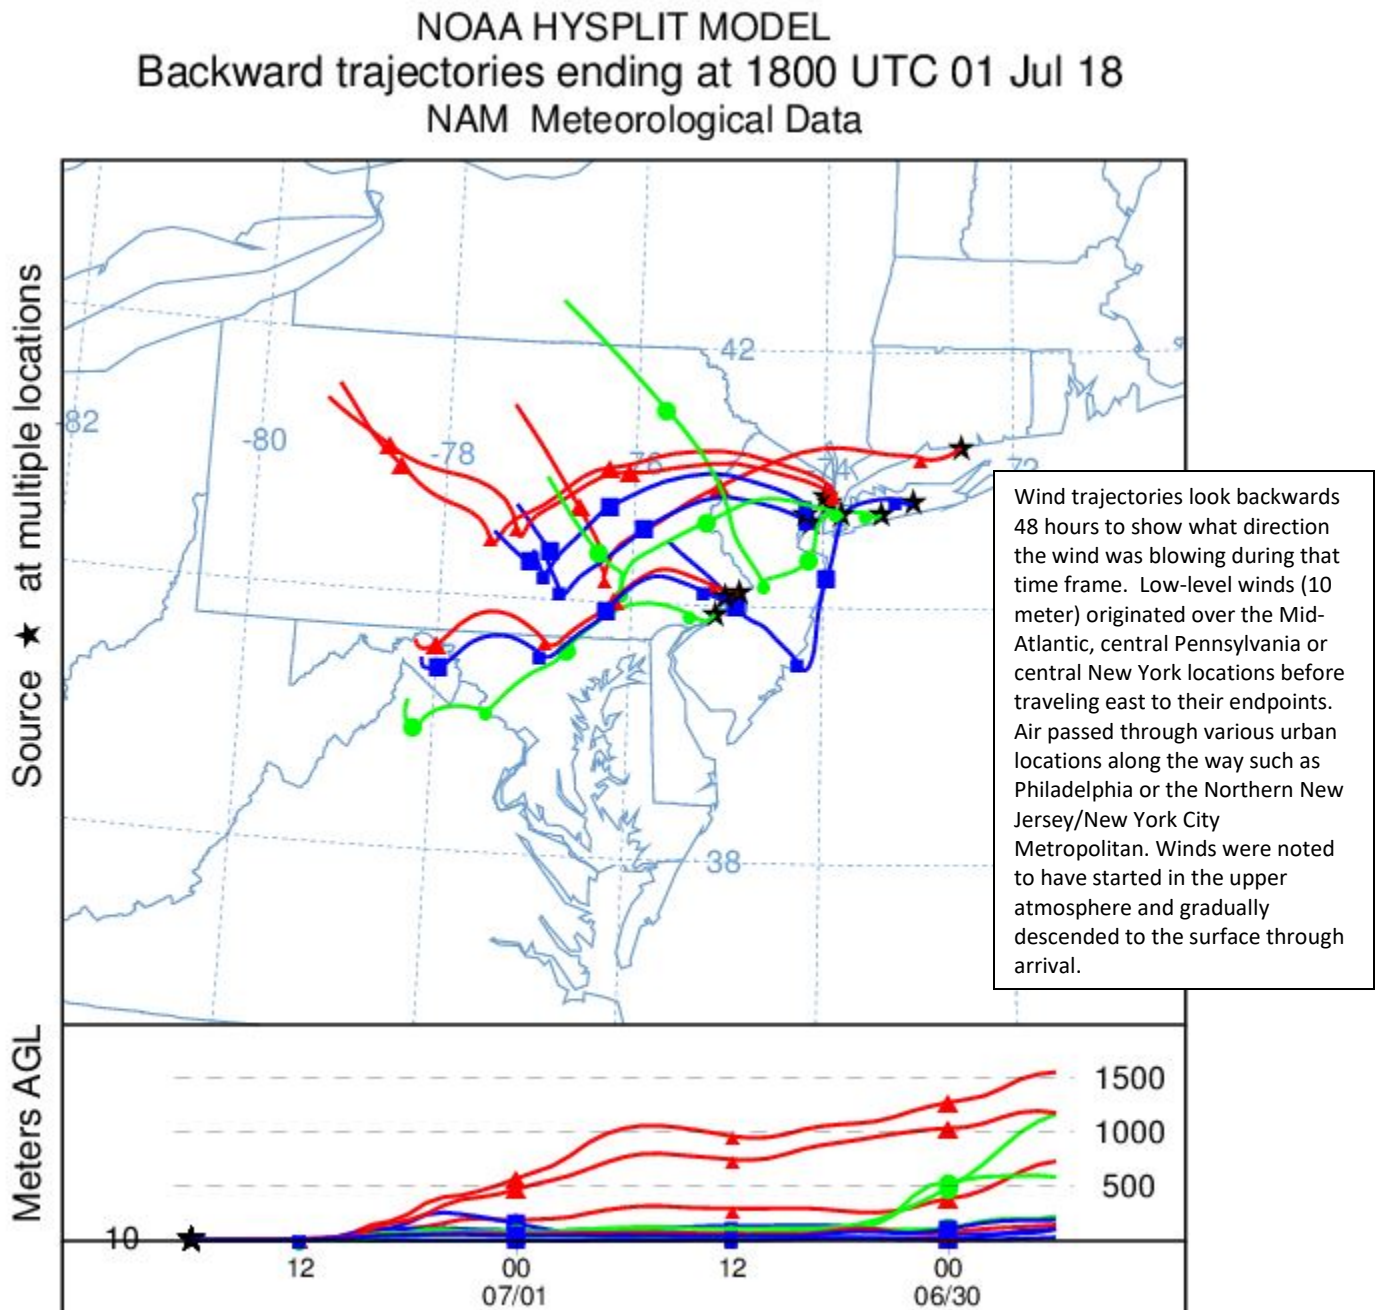 NOAA HYSPLIT MODEL
Backward trajectories ending at 1800 UTC 01 Jul 18
NAM Meteorological Data
Source ★ at multiple locations
42
82
-80
-78
76
74
72
38
Wind trajectories look backwards
48 hours to show what direction
the wind was blowing during that
time frame. Low-level winds (10
meter) originated over the Mid-
Atlantic, central Pennsylvania or
central New York locations before
traveling east to their endpoints.
Air passed through various urban
locations along the way such as
Philadelphia or the Northern New
Jersey/New York City
Metropolitan. Winds were noted
to have started in the upper
atmosphere and gradually
descended to the surface through
arrival.
Meters AGL
1500
1000
500
10
12 00 12 00
07/01 06/30